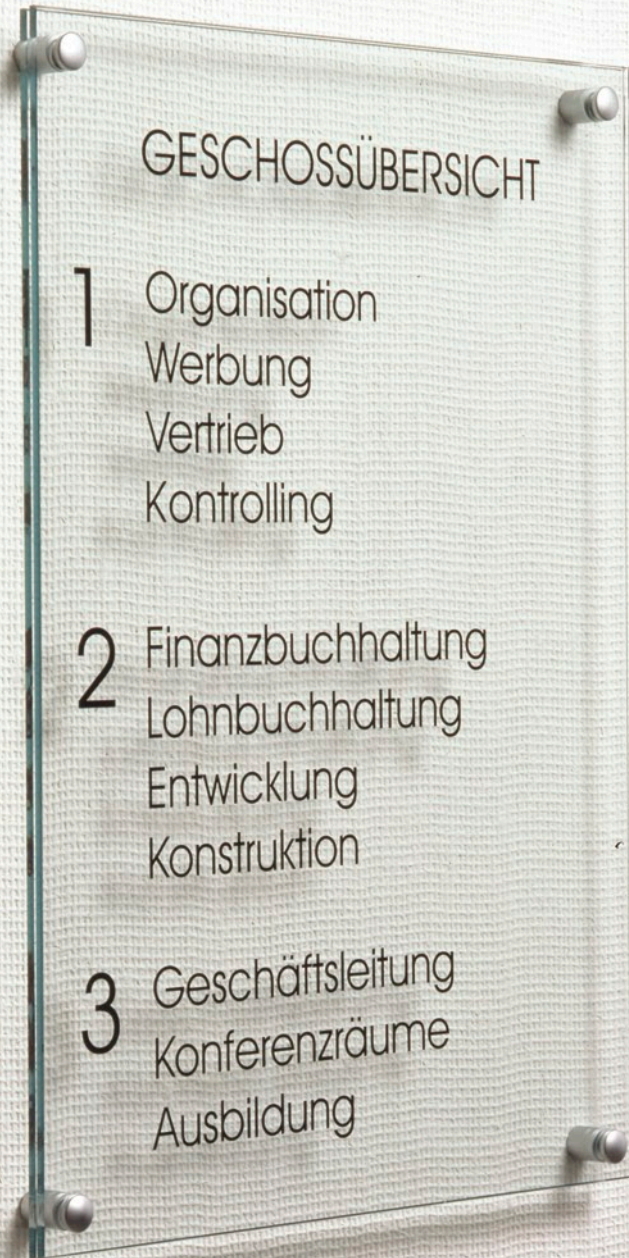 GESCHOSSÜBERSICHT
1 Organisation
Werbung
Vertrieb
Kontrolling
2 Finanzbuchhaltung
Lohnbuchhaltung
Entwicklung
Konstruktion
3 Geschäftsleitung
Konferenzräume
Ausbildung